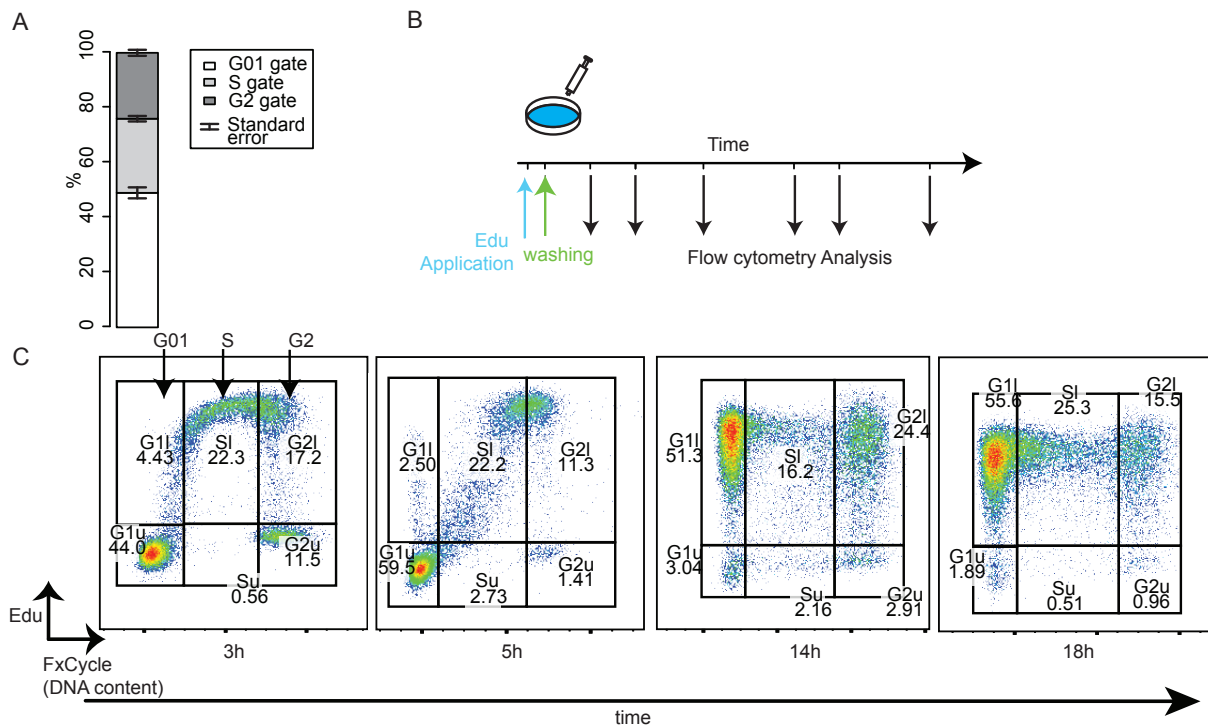 A
100
80
60
%
40
20
0
G01 gate
S gate
G2 gate
Standard
error
B
Time
Edu
Application
washing
Flow cytometry Analysis
C
G01
S
G2
G1l
4.43
Sl
22.3
G2l
17.2
G1u
44.0
G2u
11.5
Su
0.56
G1l
2.50
Sl
22.2
G2l
11.3
G1u
59.5
Su
2.73
G2u
1.41
G1l
51.3
Sl
16.2
G2l
24.4
G1u
3.04
Su
2.16
G2u
2.91
G1l
55.6
Sl
25.3
G2l
15.5
G1u
1.89
Su
0.51
G2u
0.96
Edu
FxCycle
(DNA content)
3h
5h
14h
18h
time